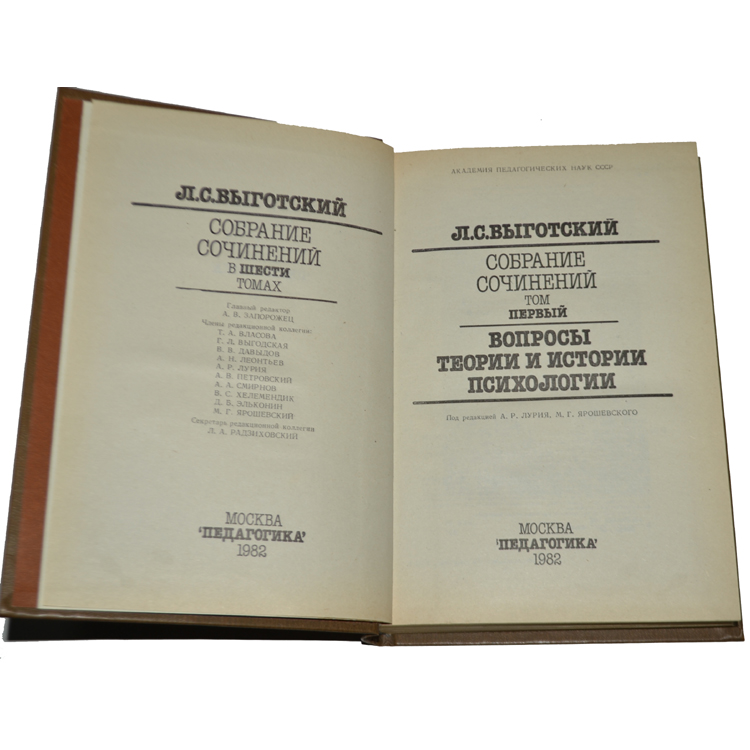 Л.С.ВЫГОТСКИЙ
СОБРАНИЕ
СОЧИНЕНИЙ
В ШЕСТИ
ТОМАХ
Главный редактор
А. В. ЗАПОРОЖЕЦ
Члены редакционной коллегии:
Т. А. ВЛАСОВА
Г. Л. ВЫГОДСКАЯ
В. В. ДАВЫДОВ
А. Н. ЛЕОНТЬЕВ
А. Р. ЛУРИЯ
А. В. ПЕТРОВСКИЙ
А. А. СМИРНОВ
В. С. ХЕЛЕМЕНДИК
Д. Б. ЭЛЬКОНИН
М. Г. ЯРОШЕВСКИЙ
Секретарь редакционной коллегии
Л. А. РАДЗИХОВСКИЙ
МОСКВА
'ПЕДАГОГИКА'
1982
АКАДЕМИЯ ПЕДАГОГИЧЕСКИХ НАУК СССР
Л.С.ВЫГОТСКИЙ
СОБРАНИЕ
СОЧИНЕНИЙ
ТОМ
ПЕРВЫЙ
ВОПРОСЫ
ТЕОРИИ И ИСТОРИИ
ПСИХОЛОГИИ
Под редакцией А. Р. ЛУРИЯ, М. Г. ЯРОШЕВСКОГО
МОСКВА
'ПЕДАГОГИКА'
1982